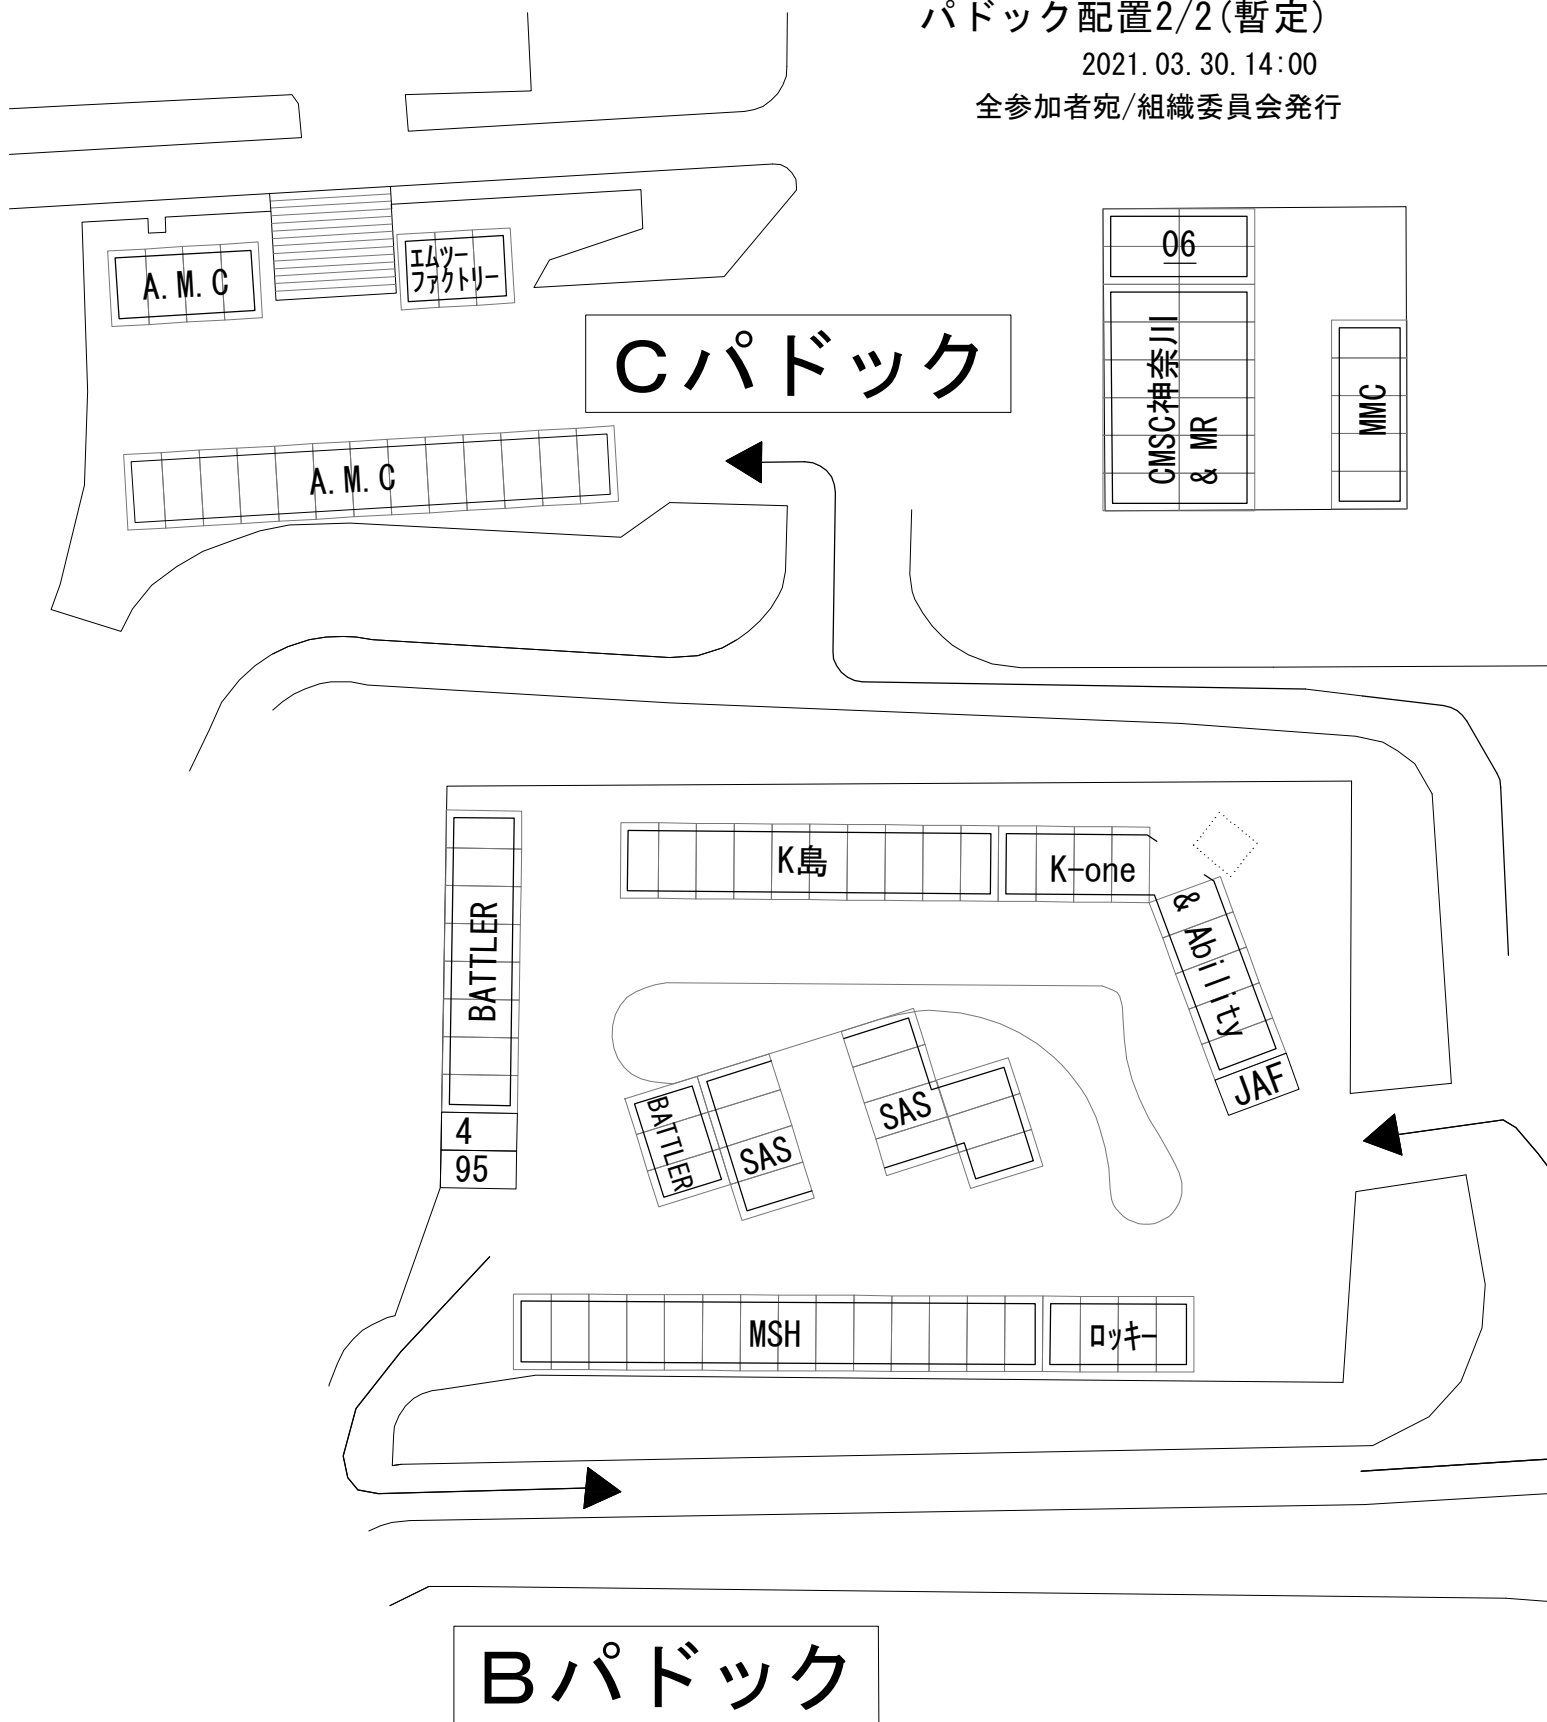 パドック配置2/2(暫定)
2021.03.30.14:00
全参加者宛/組織委員会発行
A.M.C
エムツー
ファクトリー
06
Cパドック
CMSC神奈川
& MR
MMC
A.M.C
BATTLER
K島
K-one
& Ability
JAF
4
95
BATTLER
SAS
SAS
MSH
ロッキー
Bパドック